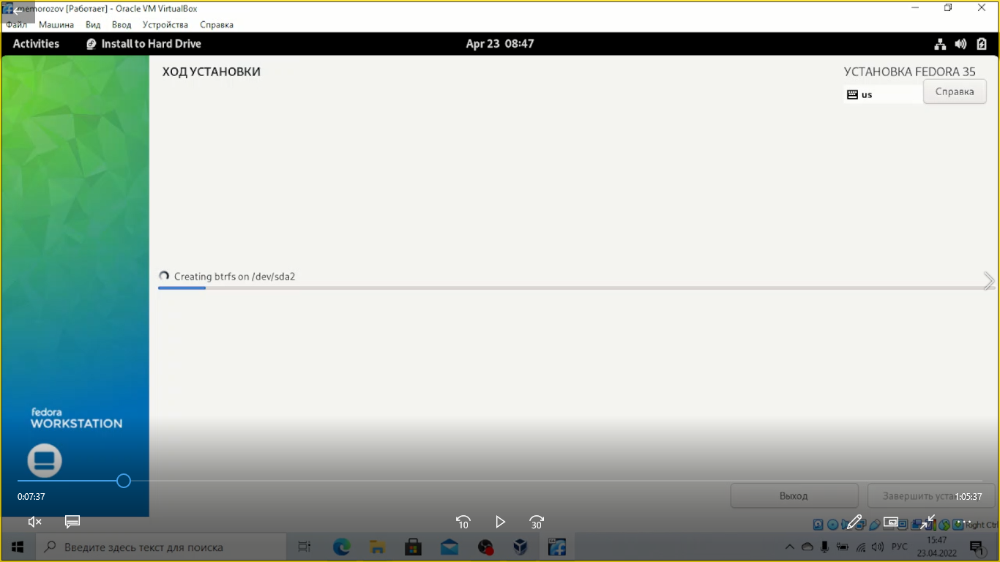 memorozov [Работает] - Oracle VM VirtualBox
Файл Машина Вид Ввод Устройства Справка
Activities Install to Hard Drive Apr 23 08:47
ХОД УСТАНОВКИ
УСТАНОВКА FEDORA 35
us
Справка
Creating btrfs on /dev/sda2
fedora
WORKSTATION
0:07:37
Выход
Завершить уста
1:05:37
10
30
Right Ctrl
Введите здесь текст для поиска
РУС
15:47
23.04.2022
1